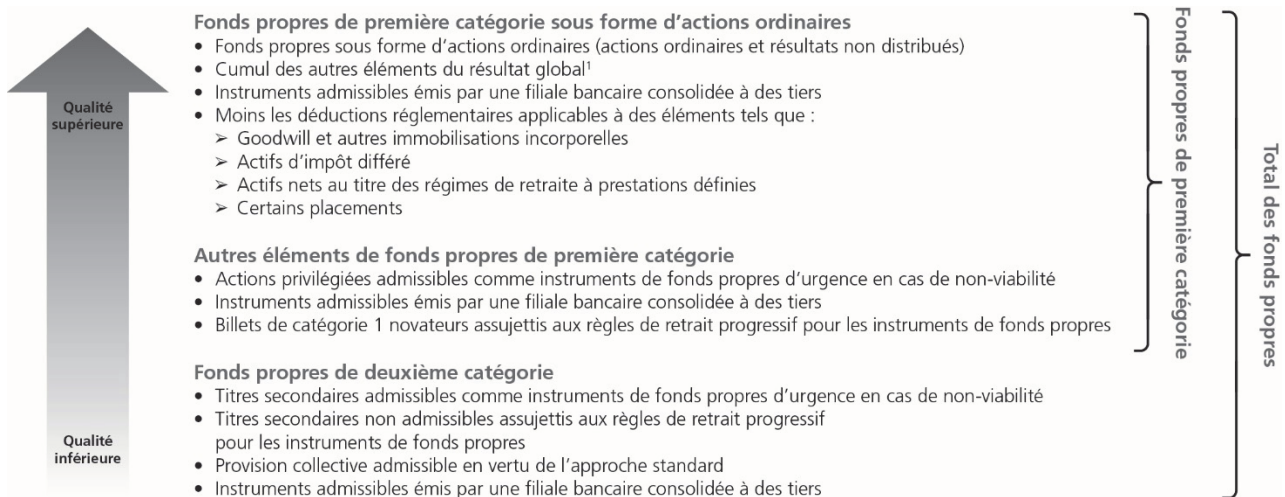 Fonds propres de première catégorie sous forme d'actions ordinaires
• Fonds propres sous forme d'actions ordinaires (actions ordinaires et résultats non distribués)
• Cumul des autres éléments du résultat global¹
• Instruments admissibles émis par une filiale bancaire consolidée à des tiers
• Moins les déductions réglementaires applicables à des éléments tels que :
➢ Goodwill et autres immobilisations incorporelles
➢ Actifs d'impôt différé
➢ Actifs nets au titre des régimes de retraite à prestations définies
➢ Certains placements
Autres éléments de fonds propres de première catégorie
• Actions privilégiées admissibles comme instruments de fonds propres d'urgence en cas de non-viabilité
• Instruments admissibles émis par une filiale bancaire consolidée à des tiers
• Billets de catégorie 1 novateurs assujettis aux règles de retrait progressif pour les instruments de fonds propres
Fonds propres de deuxième catégorie
• Titres secondaires admissibles comme instruments de fonds propres d'urgence en cas de non-viabilité
• Titres secondaires non admissibles assujettis aux règles de retrait progressif
pour les instruments de fonds propres
• Provision collective admissible en vertu de l'approche standard
• Instruments admissibles émis par une filiale bancaire consolidée à des tiers
Qualité
supérieure
Qualité
inférieure
Fonds propres de première catégorie
Total des fonds propres